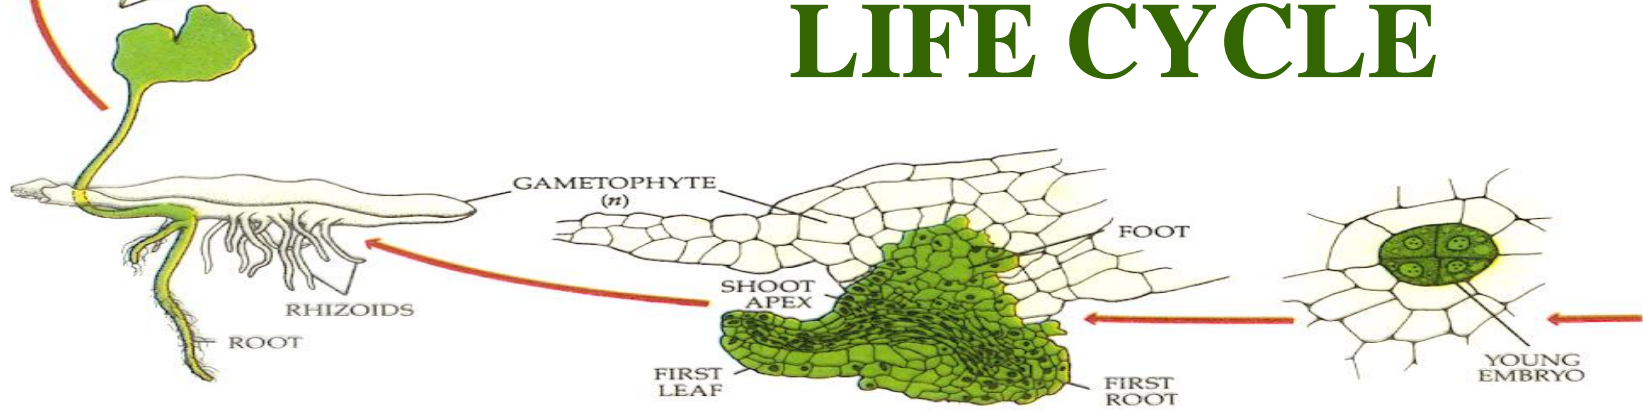 LIFE CYCLE
GAMETOPHYTE
(n)
FOOT
SHOOT
APEX
RHIZOIDS
ROOT
FIRST
LEAF
FIRST
ROOT
YOUNG
EMBRYO